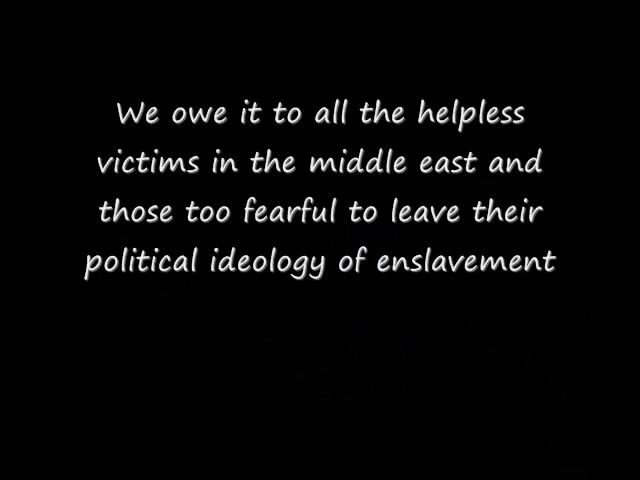 We owe it to all the helpless
victims in the middle east and
those too fearful to leave their
political ideology of enslavement